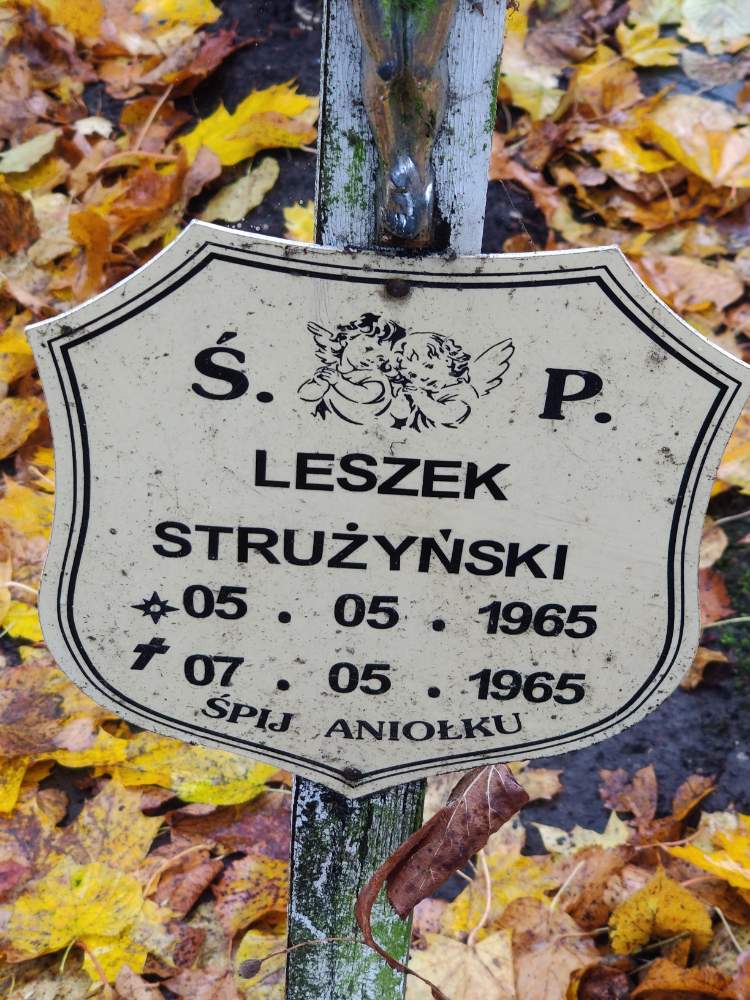 Ś. P.
LESZEK
STRUŻYŃSKI
05 . 05 . 1965
07 . 05 . 1965
ŚPIJ ANIOŁKU